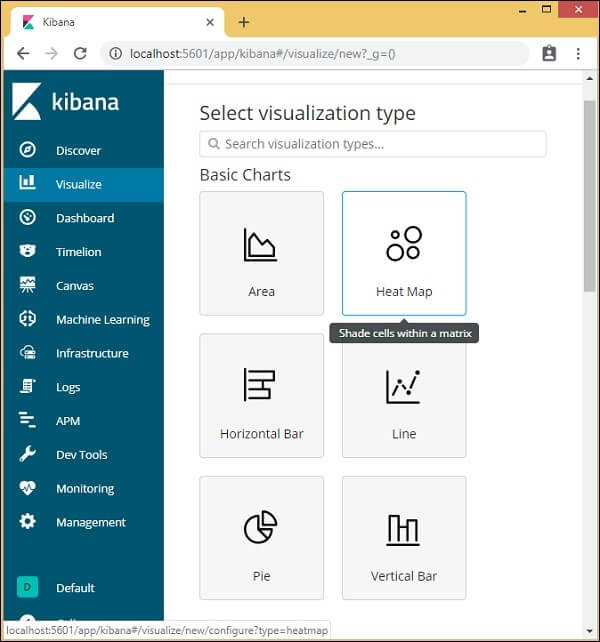 Kibana
localhost:5601/app/kibana#/visualize/new?_g=()
kibana
Discover
Visualize
Dashboard
Timelion
Canvas
Machine Learning
Infrastructure
Logs
APM
Dev Tools
Monitoring
Management
D Default
Select visualization type
Search visualization types...
Basic Charts
Area
Heat Map
Shade cells within a matrix
Horizontal Bar
Line
Pie
Vertical Bar
localhost:5601/app/kibana#/visualize/new/configure?type=heatmap